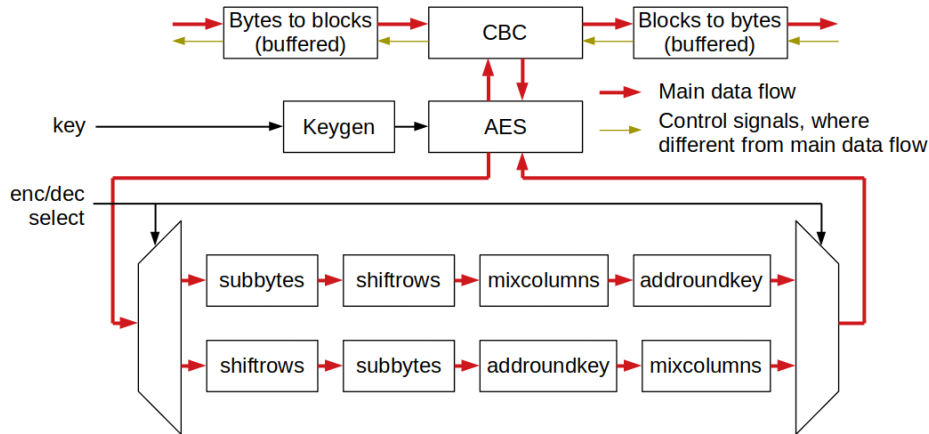 Bytes to blocks
(buffered)
CBC
Blocks to bytes
(buffered)
Main data flow
Control signals, where
different from main data flow
key
Keygen
AES
enc/dec
select
subbytes
shiftrows
mixcolumns
addroundkey
shiftrows
subbytes
addroundkey
mixcolumns